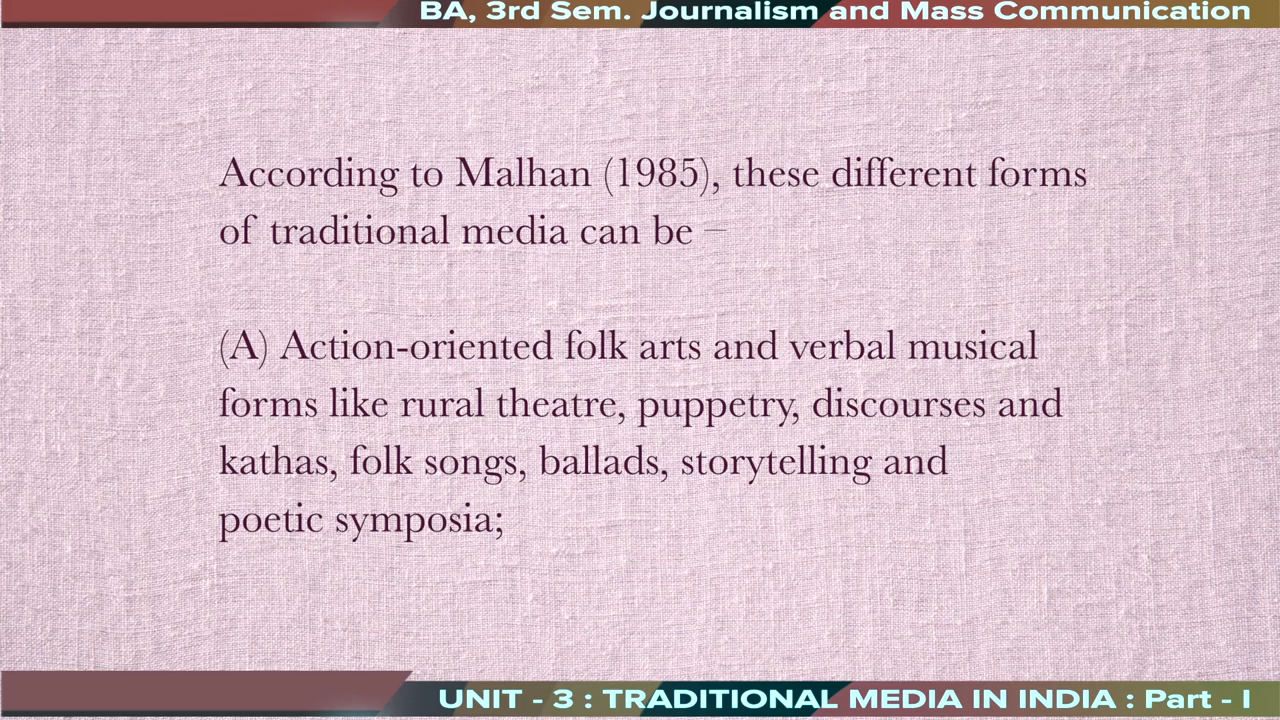 BA, 3rd Sem. Journalism and Mass Communication
According to Malhan (1985), these different forms
of traditional media can be –
(A) Action-oriented folk arts and verbal musical
forms like rural theatre, puppetry, discourses and
kathas, folk songs, ballads, storytelling and
poetic symposia;
UNIT - 3 : TRADITIONAL MEDIA IN INDIA : Part - I